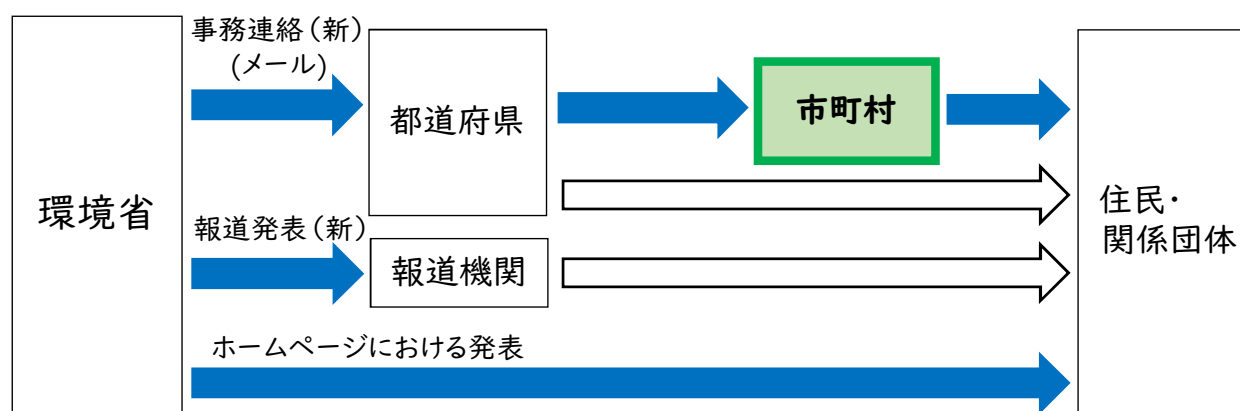 事務連絡（新）
(メール)
都道府県
市町村
環境省
報道発表（新）
報道機関
住民・
関係団体
ホームページにおける発表